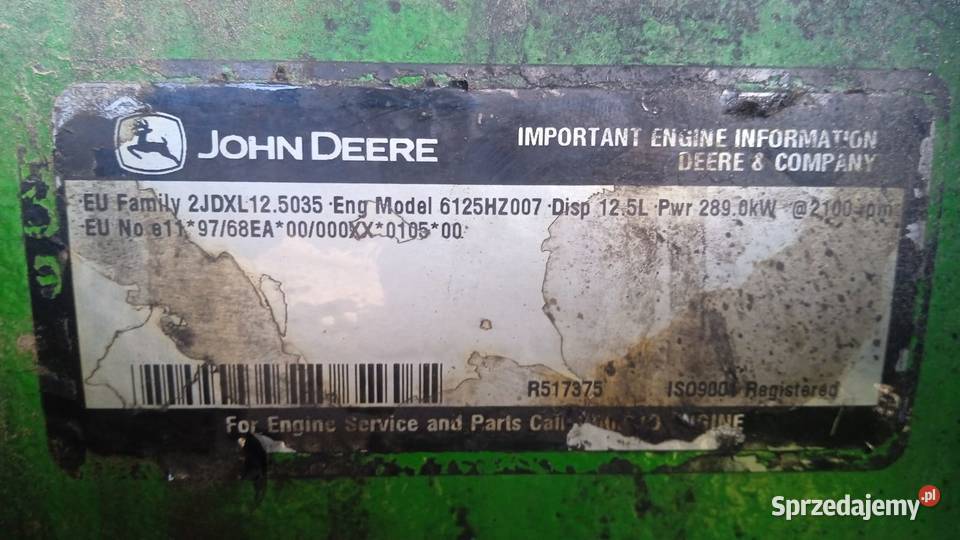 JOHN DEERE
IMPORTANT ENGINE INFORMATION
DEERE & COMPANY
EU Family 2JDXL12.5035 Eng Model 6125HZ007 Disp 12.5L Pwr 289.0kW @2100 rpm
EU No e11*97/68EA*00/000XX*0105*00
R517375 ISO9001 Registered
For Engine Service and Parts Call ENGINE
Sprzedajemy.pl